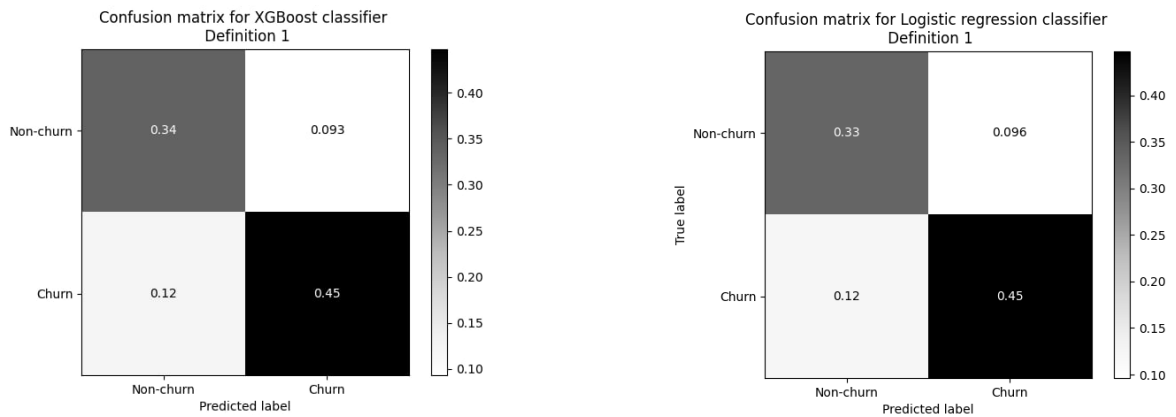 Confusion matrix for XGBoost classifier
Definition 1
Non-churn
0.34
0.093
Churn
0.12
0.45
Non-churn
Churn
Predicted label
0.40
0.35
0.30
0.25
0.20
0.15
0.10
Confusion matrix for Logistic regression classifier
Definition 1
True label
Non-churn
0.33
0.096
Churn
0.12
0.45
Non-churn
Churn
Predicted label
0.40
0.35
0.30
0.25
0.20
0.15
0.10